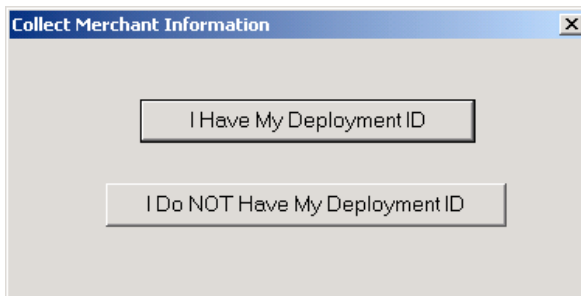 Collect Merchant Information
I Have My Deployment ID
I Do NOT Have My Deployment ID